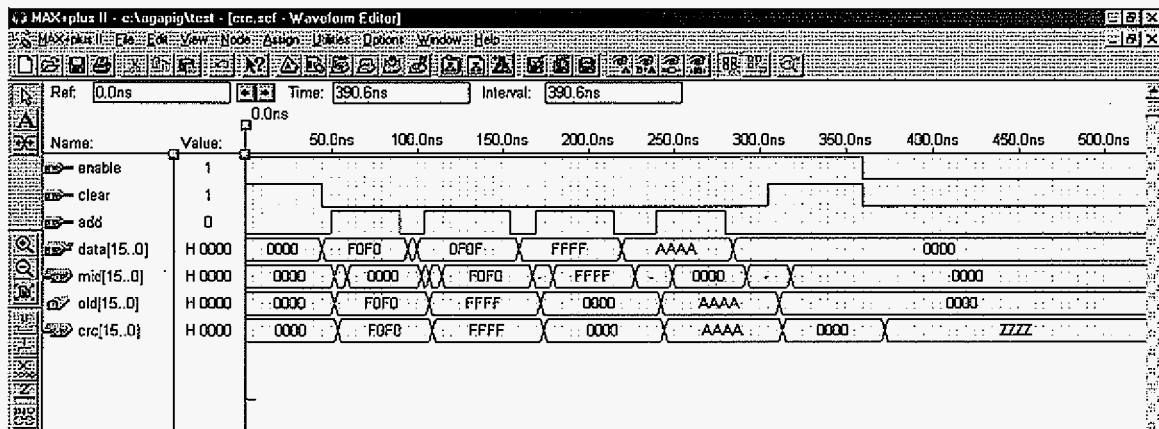 MAX+plus II - c:\agapig\test - [crc.scf - Waveform Editor]
MAX+plus II File Edit View Node Assign Utilities Options Window Help
Ref: 0.0ns Time: 390.6ns Interval: 390.6ns
0.0ns
Name: Value: 50.0ns 100.0ns 150.0ns 200.0ns 250.0ns 300.0ns 350.0ns 400.0ns 450.0ns 500.0ns
enable 1
clear 1
add 0
data[15..0] H 0000 0000 F0F0 0F0F FFFF AAAA 0000
mid[15..0] H 0000 0000 0000 F0F0 - FFFF - 0000 - 0000
old[15..0] H 0000 0000 F0F0 FFFF 0000 AAAA 0000
crc[15..0] H 0000 0000 F0F0 FFFF 0000 AAAA 0000 ZZZZ